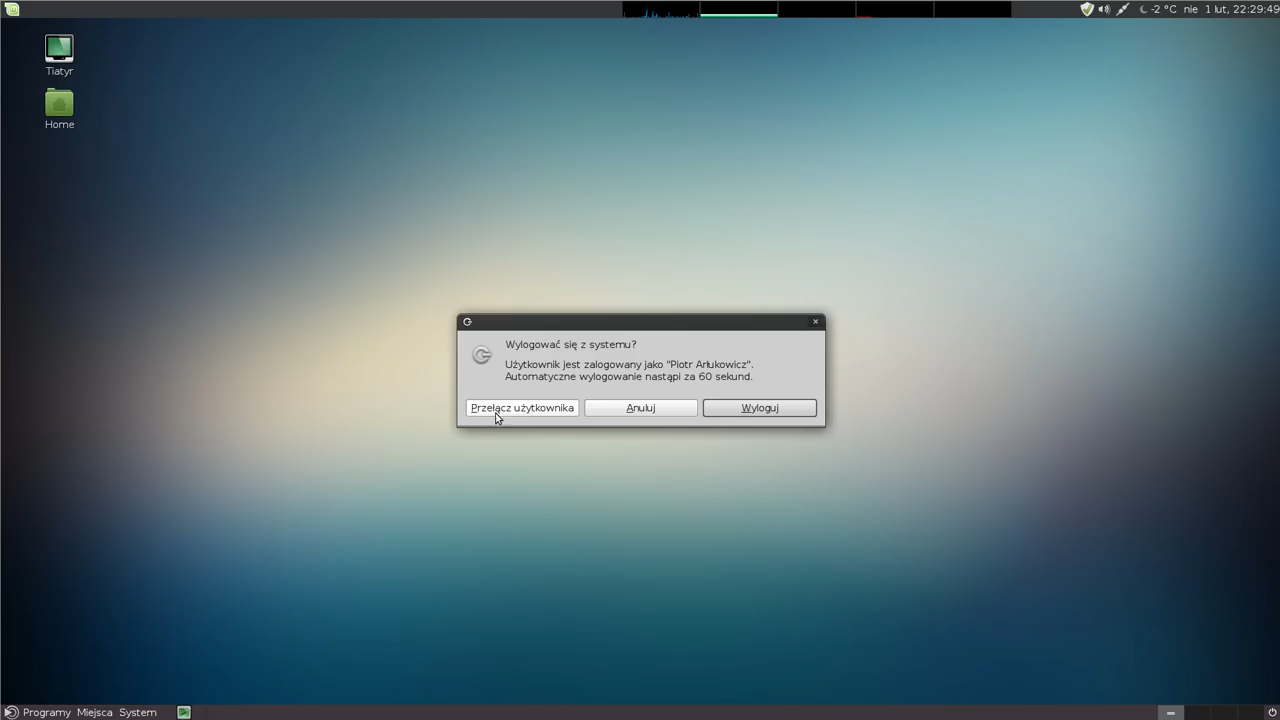 -2 °C nie 1 lut, 22:29:49
Tiatyr
Home
Wylogować się z systemu?
Użytkownik jest zalogowany jako "Piotr Arłukowicz".
Automatyczne wylogowanie nastąpi za 60 sekund.
Przełącz użytkownika Anuluj Wyloguj
Programy Miejsca System